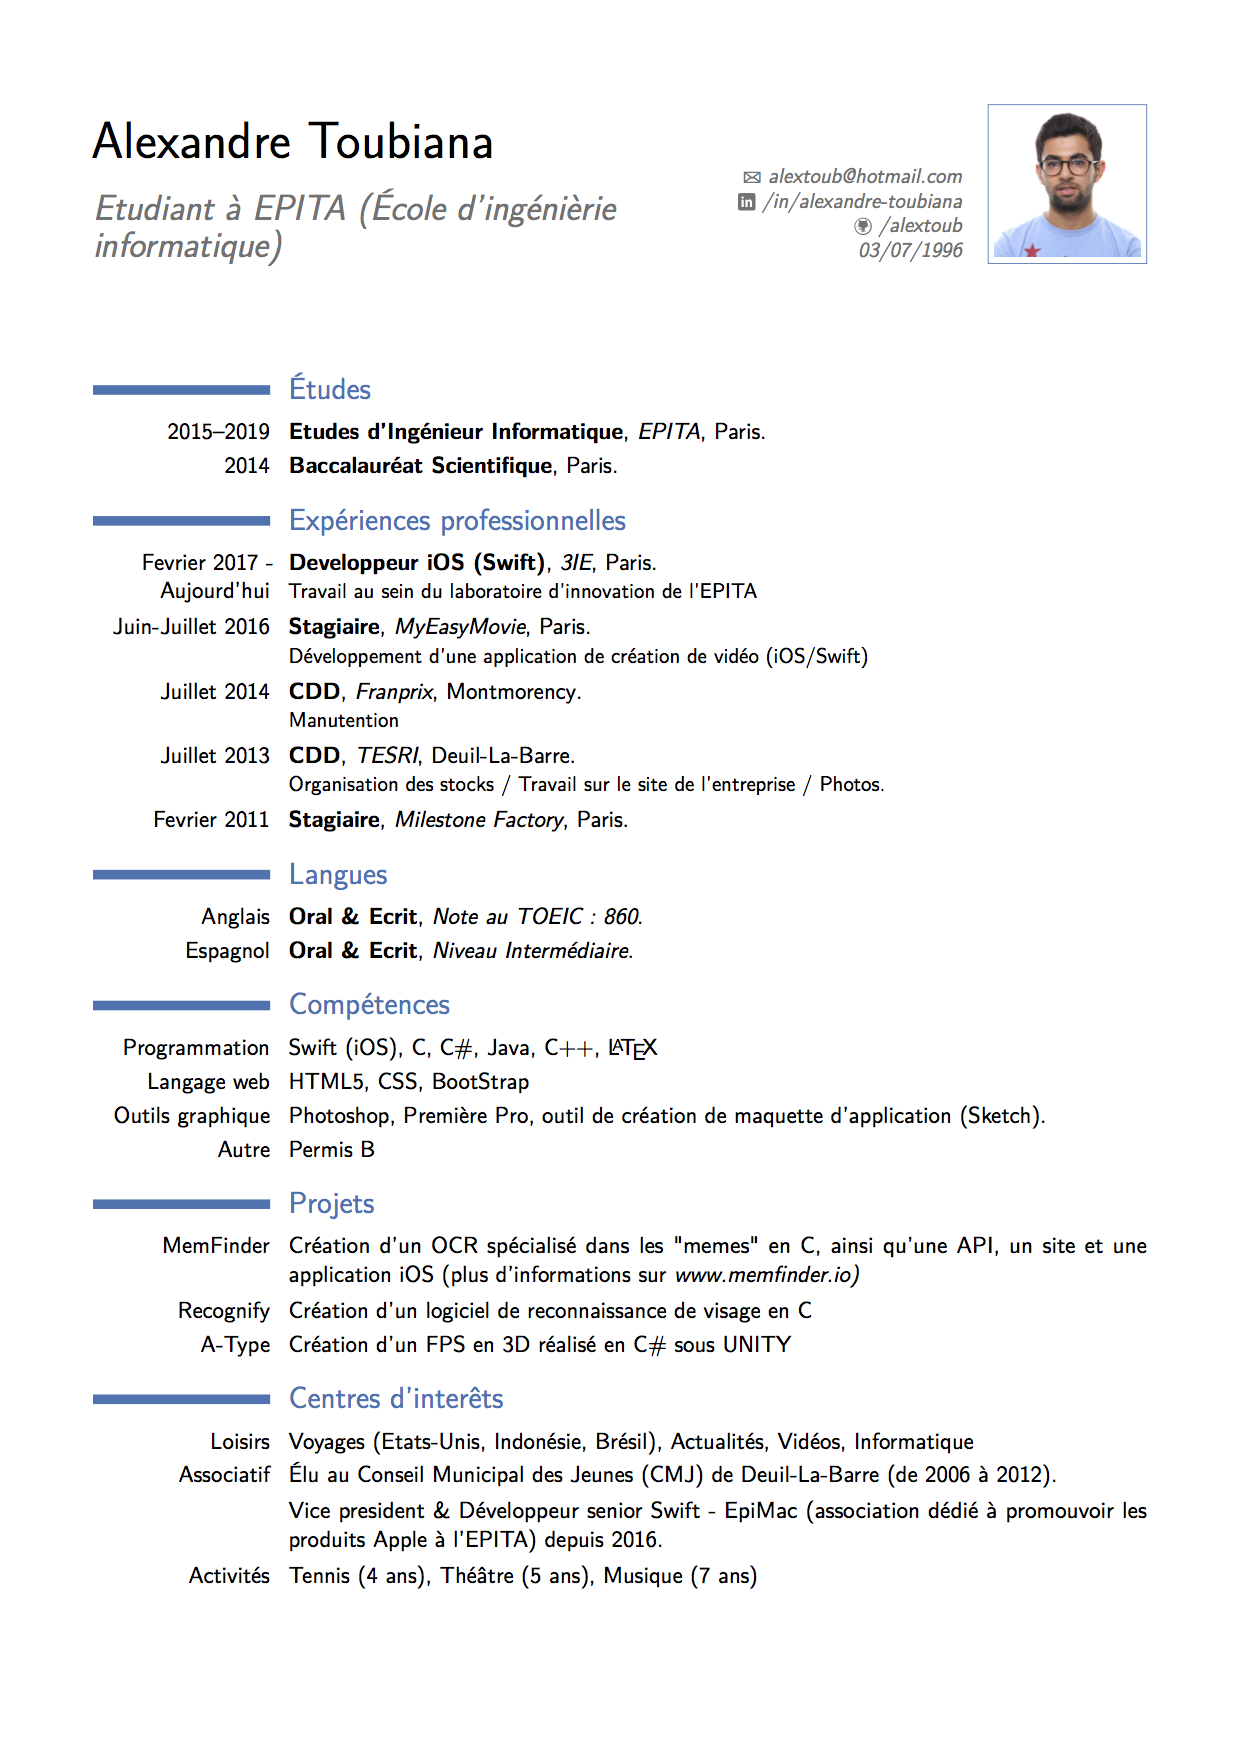 Alexandre Toubiana
Etudiant à EPITA (École d'ingénièrie
informatique)
alextoub@hotmail.com
/in/alexandre-toubiana
/alextoub
03/07/1996
Études
2015–2019 Etudes d'Ingénieur Informatique, EPITA, Paris.
2014 Baccalauréat Scientifique, Paris.
Expériences professionnelles
Fevrier 2017 - Developpeur iOS (Swift), 3IE, Paris.
Aujourd'hui Travail au sein du laboratoire d'innovation de l'EPITA
Juin-Juillet 2016 Stagiaire, MyEasyMovie, Paris.
Développement d'une application de création de vidéo (iOS/Swift)
Juillet 2014 CDD, Franprix, Montmorency.
Manutention
Juillet 2013 CDD, TESRI, Deuil-La-Barre.
Organisation des stocks / Travail sur le site de l'entreprise / Photos.
Fevrier 2011 Stagiaire, Milestone Factory, Paris.
Langues
Anglais Oral & Ecrit, Note au TOEIC : 860.
Espagnol Oral & Ecrit, Niveau Intermédiaire.
Compétences
Programmation Swift (iOS), C, C#, Java, C++, LATEX
Langage web HTML5, CSS, BootStrap
Outils graphique Photoshop, Première Pro, outil de création de maquette d'application (Sketch).
Autre Permis B
Projets
MemFinder Création d'un OCR spécialisé dans les "memes" en C, ainsi qu'une API, un site et une
application iOS (plus d'informations sur www.memfinder.io)
Recognify Création d'un logiciel de reconnaissance de visage en C
A-Type Création d'un FPS en 3D réalisé en C# sous UNITY
Centres d'interêts
Loisirs Voyages (Etats-Unis, Indonésie, Brésil), Actualités, Vidéos, Informatique
Associatif Élu au Conseil Municipal des Jeunes (CMJ) de Deuil-La-Barre (de 2006 à 2012).
Vice president & Développeur senior Swift - EpiMac (association dédié à promouvoir les
produits Apple à l'EPITA) depuis 2016.
Activités Tennis (4 ans), Théâtre (5 ans), Musique (7 ans)